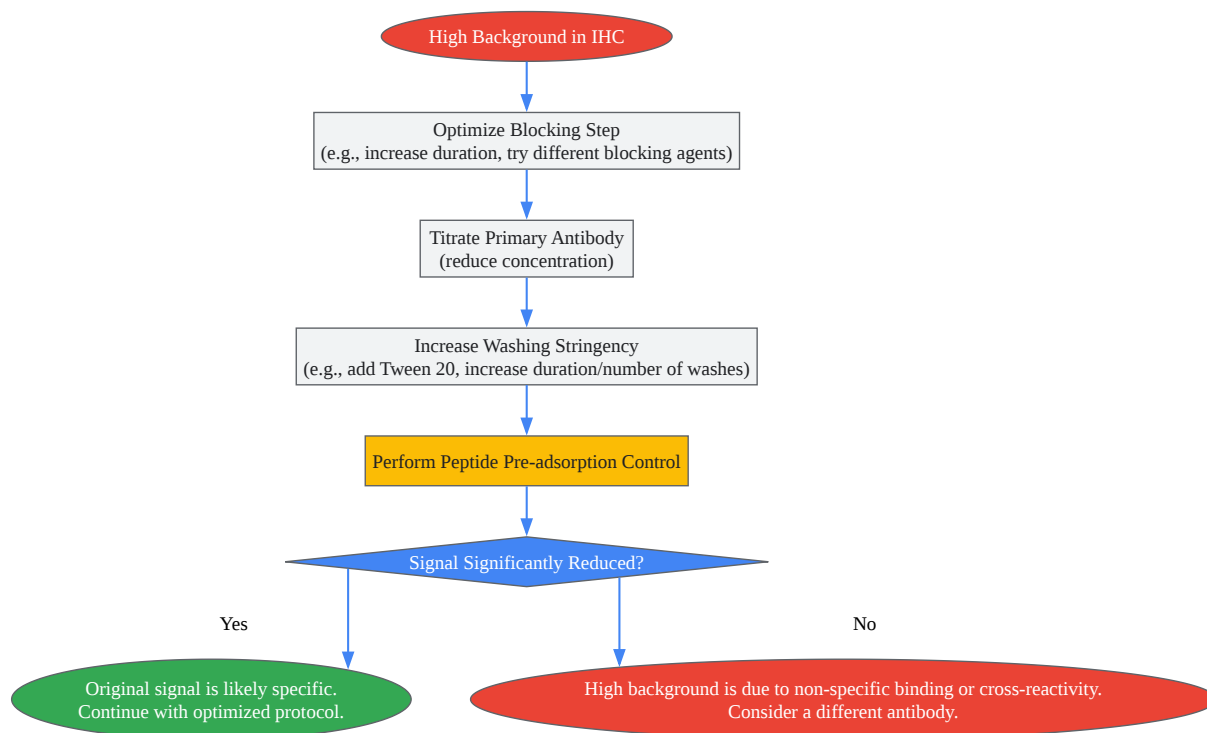 High Background in IHC
Optimize Blocking Step
(e.g., increase duration, try different blocking agents)
Titrate Primary Antibody
(reduce concentration)
Increase Washing Stringency
(e.g., add Tween 20, increase duration/number of washes)
Perform Peptide Pre-adsorption Control
Signal Significantly Reduced?
Yes
No
Original signal is likely specific.
Continue with optimized protocol.
High background is due to non-specific binding or cross-reactivity.
Consider a different antibody.